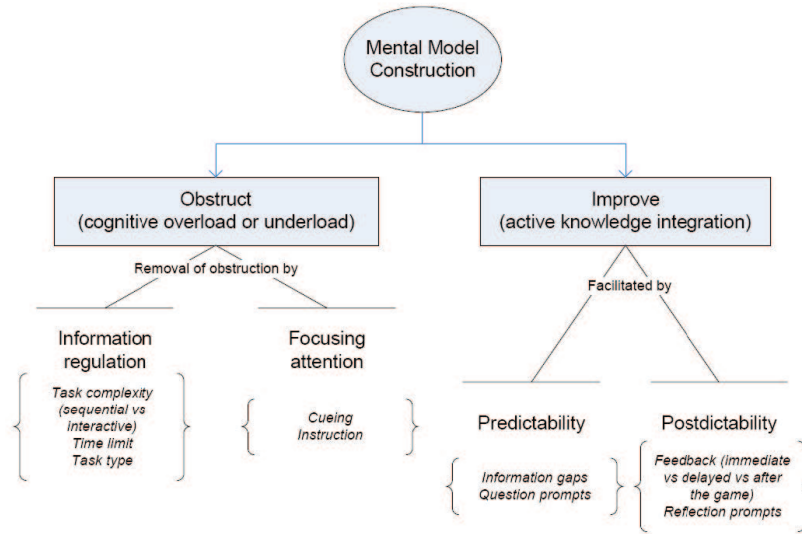 Mental Model
Construction
Obstruct
(cognitive overload or underload)
Improve
(active knowledge integration)
Removal of obstruction by
Facilitated by
Information
regulation
Task complexity
(sequential vs
interactive)
Time limit
Task type
Focusing
attention
Cueing
Instruction
Predictability
Information gaps
Question prompts
Postdictability
Feedback (immediate
vs delayed vs after
the game)
Reflection prompts